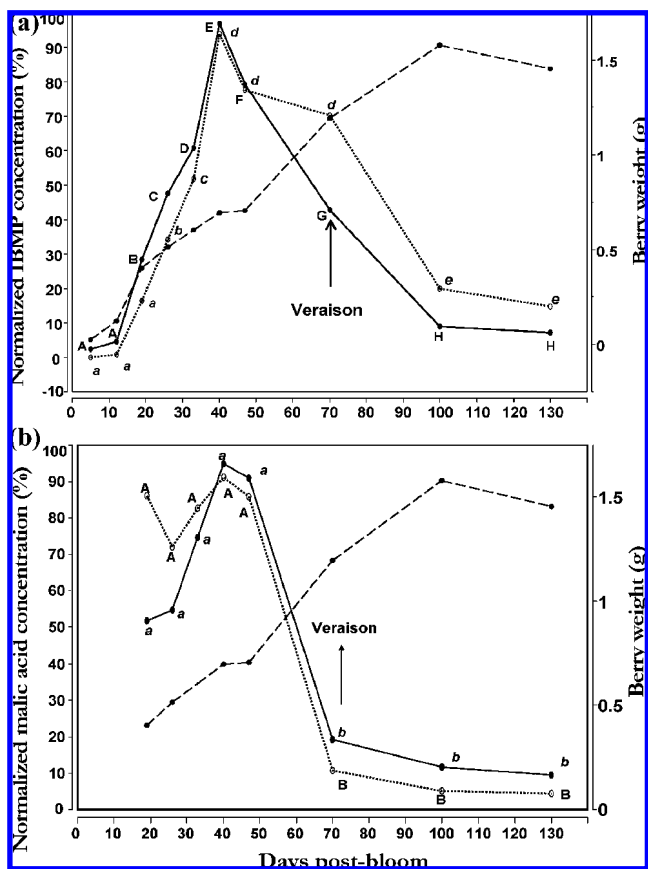 (a)
Normalized IBMP concentration (%)
100
90
80
70
60
50
40
30
20
10
0
-10
1.5
1
0.5
0
Berry weight (g)
E d
d
F
d
D
C
c
B
b
G
A A
a
a a
Veraison
e
e
H
H
0 10 20 30 40 50 60 70 80 90 100 110 120 130
(b)
Normalized malic acid concentration (%)
100
90
80
70
60
50
40
30
20
10
0
1.5
1
0.5
0
Berry weight (g)
a
a
A
A
A
A
A
a
a a
Veraison
b
b
b
B
B
B
0 10 20 30 40 50 60 70 80 90 100 110 120 130
Days post-bloom